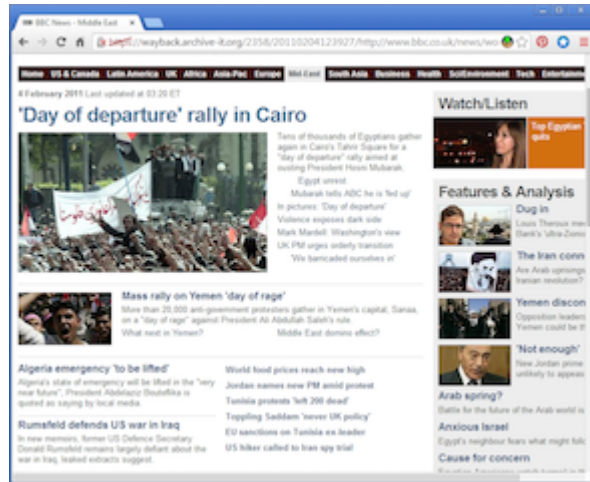 BBC News - Middle East
https://wayback.archive-it.org/2358/20110204123927/http://www.bbc.co.uk/news/wo
Home US & Canada Latin America UK Africa Asia-Pac Europe Mid-East South Asia Business Health Sci/Environment Tech Entertainme
4 February 2011 Last updated at 03:20 ET
'Day of departure' rally in Cairo
Tens of thousands of Egyptians gather
again in Cairo's Tahrir Square for a
"day of departure" rally aimed at
ousting President Hosni Mubarak.
Egypt unrest
Mubarak tells ABC he is 'fed up'
In pictures: 'Day of departure'
Violence exposes dark side
Mark Mardell: Washington's view
UK PM urges orderly transition
'We barricaded ourselves in'
Mass rally on Yemen 'day of rage'
More than 20,000 anti-government protesters gather in Yemen's capital, Sanaa,
on a "day of rage" against President Ali Abdullah Saleh's rule.
What next in Yemen?
Middle East domino effect?
Algeria emergency 'to be lifted'
Algeria's state of emergency will be lifted in the "very
near future", President Abdelaziz Bouteflika is
quoted as saying by local media.
Rumsfeld defends US war in Iraq
In new memoirs, former US Defence Secretary
Donald Rumsfeld remains largely defiant about the
war in Iraq, leaked extracts suggest.
World food prices reach new high
Jordan names new PM amid protest
Tunisia protests 'left 200 dead'
Toppling Saddam 'never UK policy'
EU sanctions on Tunisia ex-leader
US hiker called to Iran spy trial
Watch/Listen
Top Egyptian
quits
Features & Analysis
Dug in
Louis Theroux mee
Bank's 'ultra-Zionis
The Iran conn
Are Arab uprisings
Iranian revolution?
Yemen discon
Opposition leaders
Yemen could be th
'Not enough'
New Jordan prime
unlikely to appeas
Arab spring?
Battle for the future of the Arab world is
Anxious Israel
Egypt's neighbour fears what might follo
Cause for concern